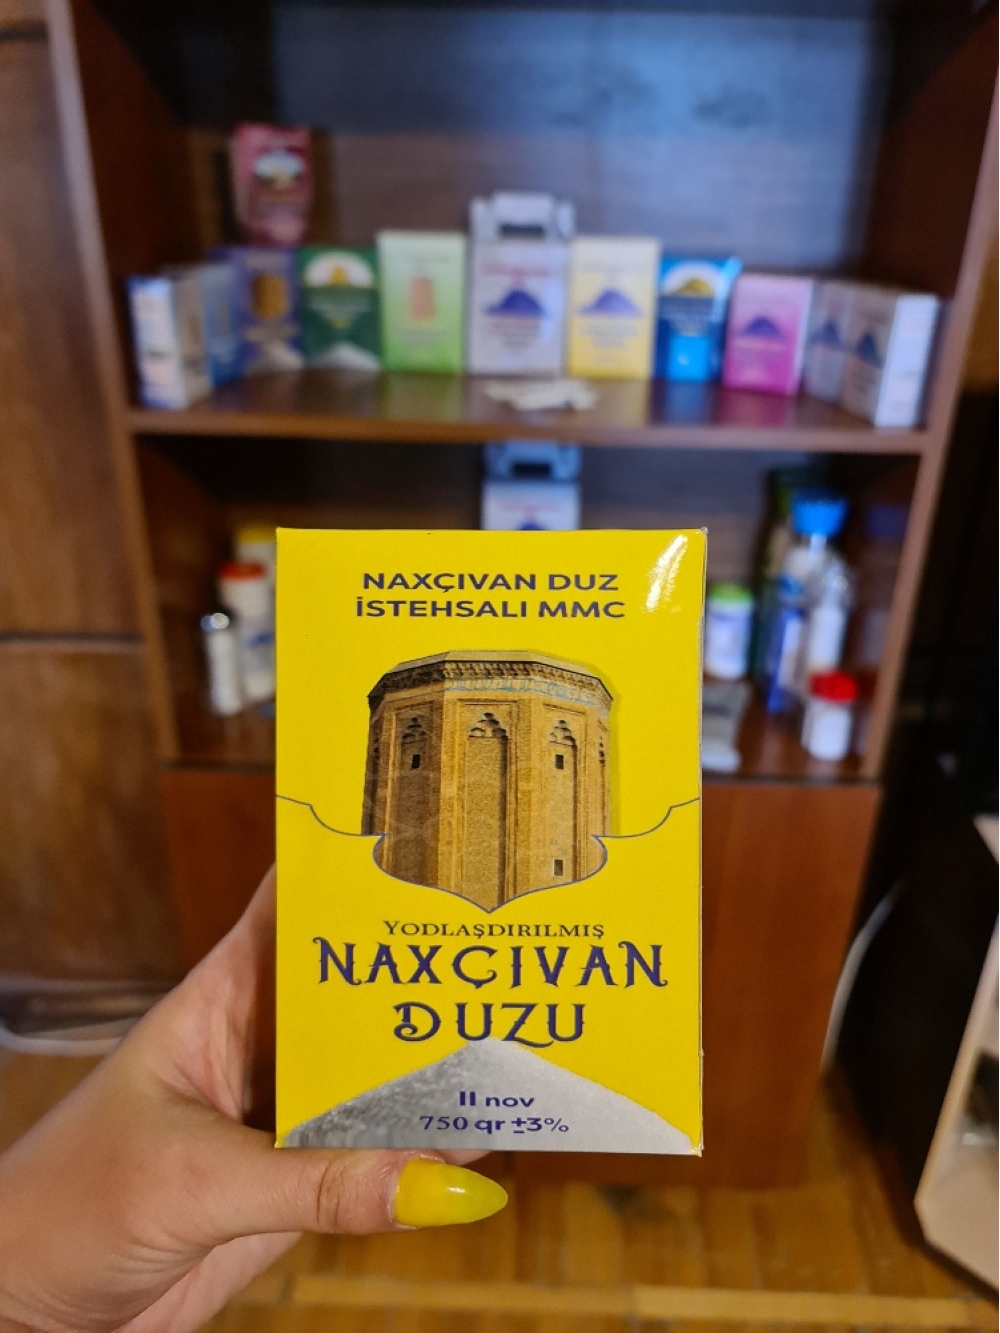 NAXÇIVAN DUZ
İSTEHSALI MMC
YODLAŞDIRILMIŞ
NAXÇIVAN
DUZU
II nov
750 qr ±3%